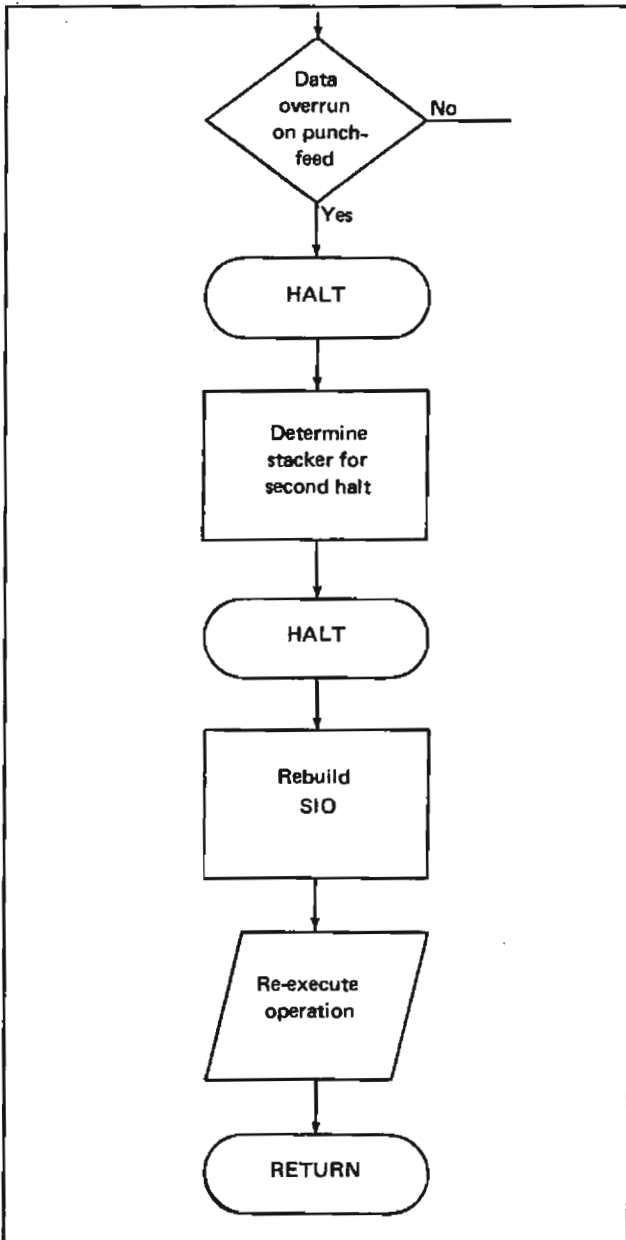 Data
overrun
on punch-
feed
No
Yes
HALT
Determine
stacker for
second halt
HALT
Rebuild
SIO
Re-execute
operation
RETURN